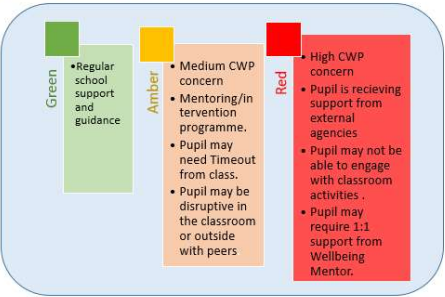 Green
•Regular
school
support
and
guidance
Amber
• Medium CWP
concern
• Mentoring/in
tervention
programme.
• Pupil may
need Timeout
from class.
• Pupil may be
disruptive in
the classroom
or outside
with peers
Red
• High CWP
concern
• Pupil is recieving
support from
external
agencies
• Pupil may not be
able to engage
with classroom
activities .
• Pupil may
require 1:1
support from
Wellbeing
Mentor.